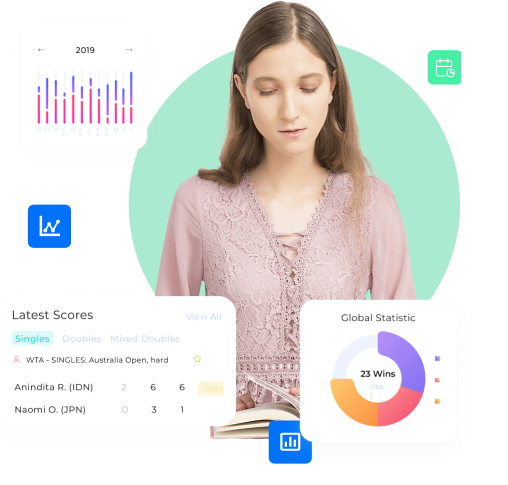 2019
Latest Scores
View All
Singles Doubles Mixed Doubles
WTA - SINGLES: Australia Open, hard
Anindita R. (IDN) 2 6 6 WIN
Naomi O. (JPN) 0 3 1
Global Statistic
23 Wins